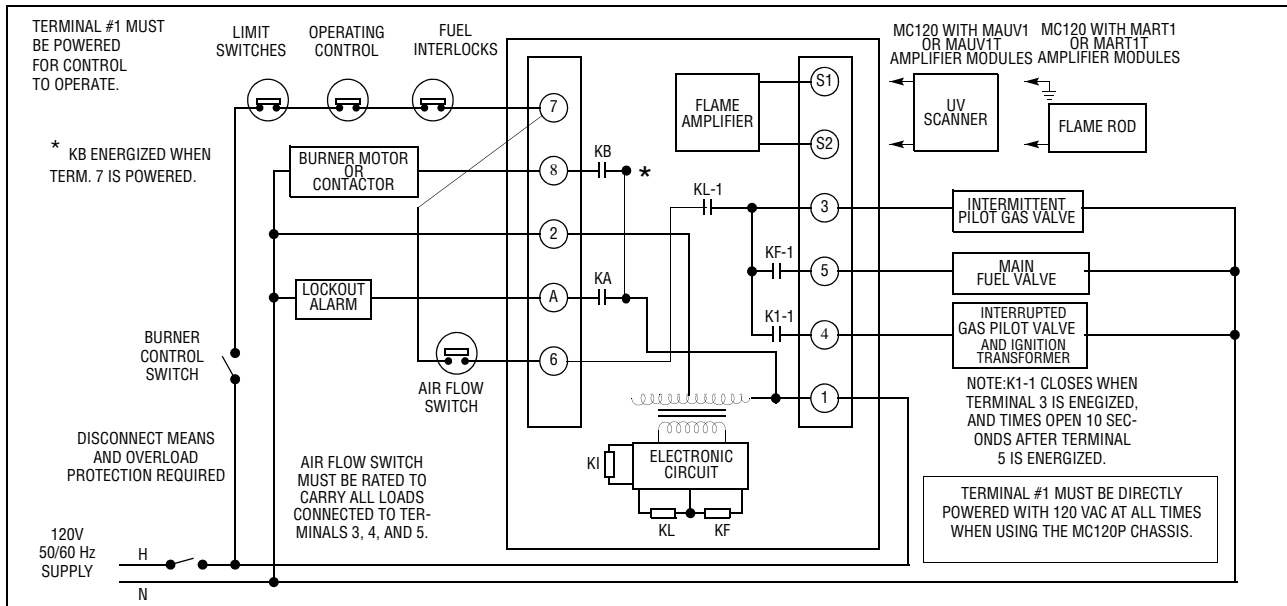 TERMINAL #1 MUST
BE POWERED
FOR CONTROL
TO OPERATE.
LIMIT
SWITCHES
OPERATING
CONTROL
FUEL
INTERLOCKS
MC120 WITH MAUV1
OR MAUV1T
AMPLIFIER MODULES
MC120 WITH MART1
OR MART1T
AMPLIFIER MODULES
7
FLAME
AMPLIFIER
S1
S2
UV
SCANNER
FLAME ROD
* KB ENERGIZED WHEN
TERM. 7 IS POWERED.
BURNER MOTOR
OR
CONTACTOR
8
KB
*
KL-1
3
INTERMITTENT
PILOT GAS VALVE
2
KF-1
5
MAIN
FUEL VALVE
LOCKOUT
ALARM
A
KA
K1-1
4
INTERRUPTED
GAS PILOT VALVE
AND IGNITION
TRANSFORMER
BURNER
CONTROL
SWITCH
6
AIR FLOW
SWITCH
1
NOTE:K1-1 CLOSES WHEN
TERMINAL 3 IS ENEGIZED,
AND TIMES OPEN 10 SEC-
ONDS AFTER TERMINAL
5 IS ENERGIZED.
DISCONNECT MEANS
AND OVERLOAD
PROTECTION REQUIRED
AIR FLOW SWITCH
MUST BE RATED TO
CARRY ALL LOADS
CONNECTED TO TER-
MINALS 3, 4, AND 5.
KI
ELECTRONIC
CIRCUIT
KL
KF
TERMINAL #1 MUST BE DIRECTLY
POWERED WITH 120 VAC AT ALL TIMES
WHEN USING THE MC120P CHASSIS.
120V
50/60 Hz
SUPPLY
H
N